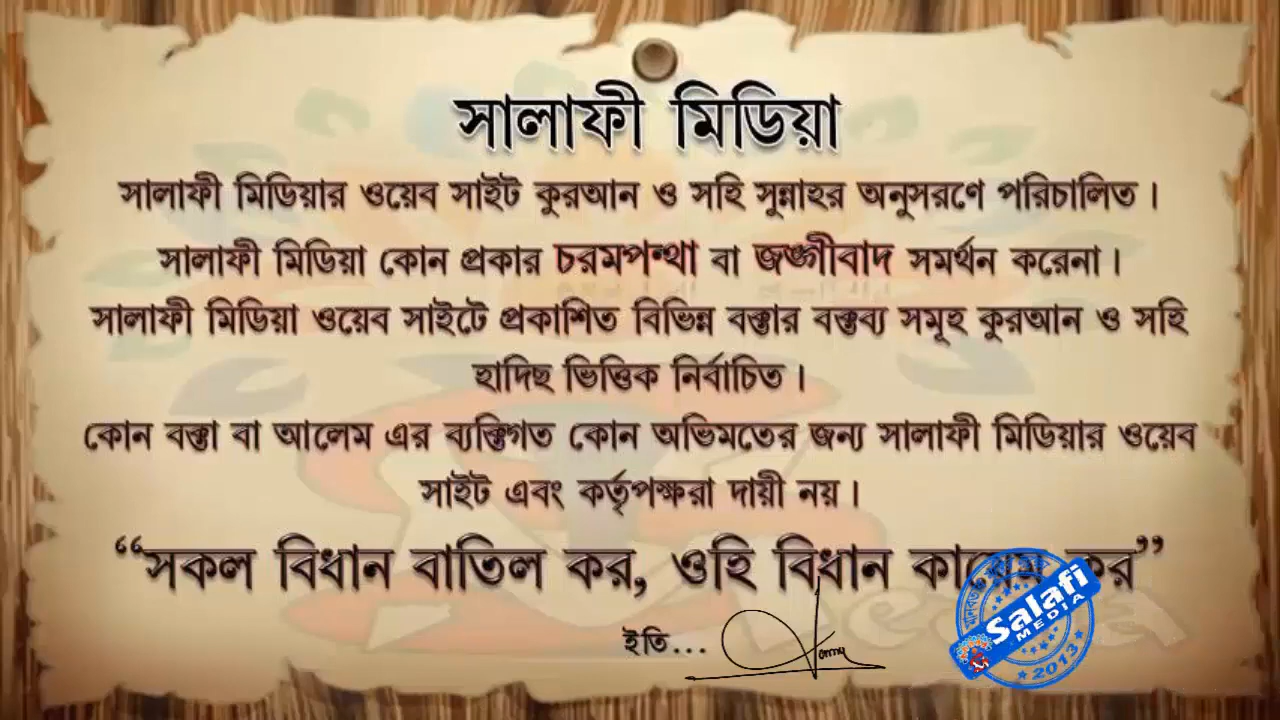 সালাফী মিডিয়া
সালাফী মিডিয়ার ওয়েব সাইট কুরআন ও সহি সুন্নাহর অনুসরণে পরিচালিত।
সালাফী মিডিয়া কোন প্রকার চরমপন্থা বা জঙ্গীবাদ সমর্থন করেনা।
সালাফী মিডিয়া ওয়েব সাইটে প্রকাশিত বিভিন্ন বক্তার বক্তব্য সমূহ কুরআন ও সহি
হাদিছ ভিত্তিক নির্বাচিত।
কোন বক্তা বা আলেম এর ব্যক্তিগত কোন অভিমতের জন্য সালাফী মিডিয়ার ওয়েব
সাইট এবং কর্তৃপক্ষরা দায়ী নয়।
“সকল বিধান বাতিল কর, ওহি বিধান কায়েম কর”
ইতি...
Salafi
MEDIA
2013